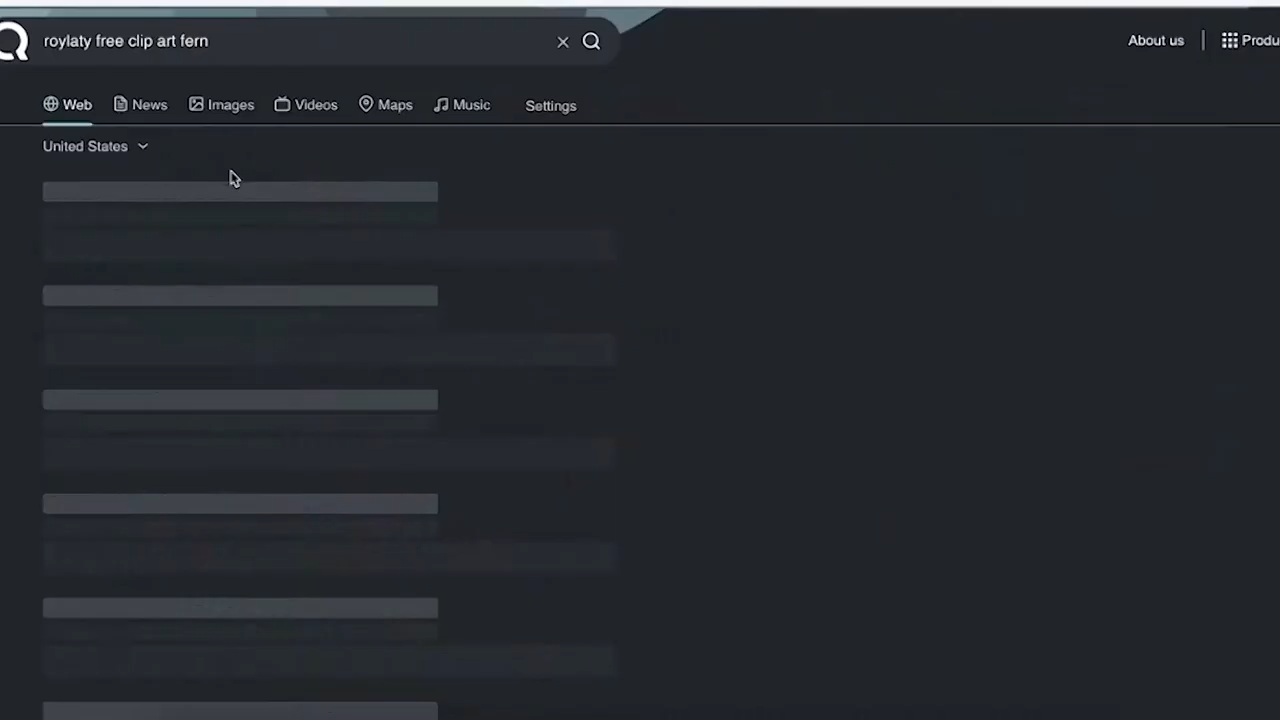 roylaty free clip art fern
About us
Web News Images Videos Maps Music Settings
United States